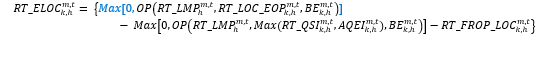 RT_ELOC_{k,h}^{m,t} = {Max[0, OP(RT_LMP_h^{m,t}, RT_LOC_EOP_{k,h}^{m,t}, BE_{k,h}^{m,t})]
− Max[0, OP(RT_LMP_h^{m,t}, Max(RT_QSI_{k,h}^{m,t}, AQEI_{k,h}^{m,t}), BE_{k,h}^{m,t})] − RT_FROP_LOC_{k,h}^{m,t}}